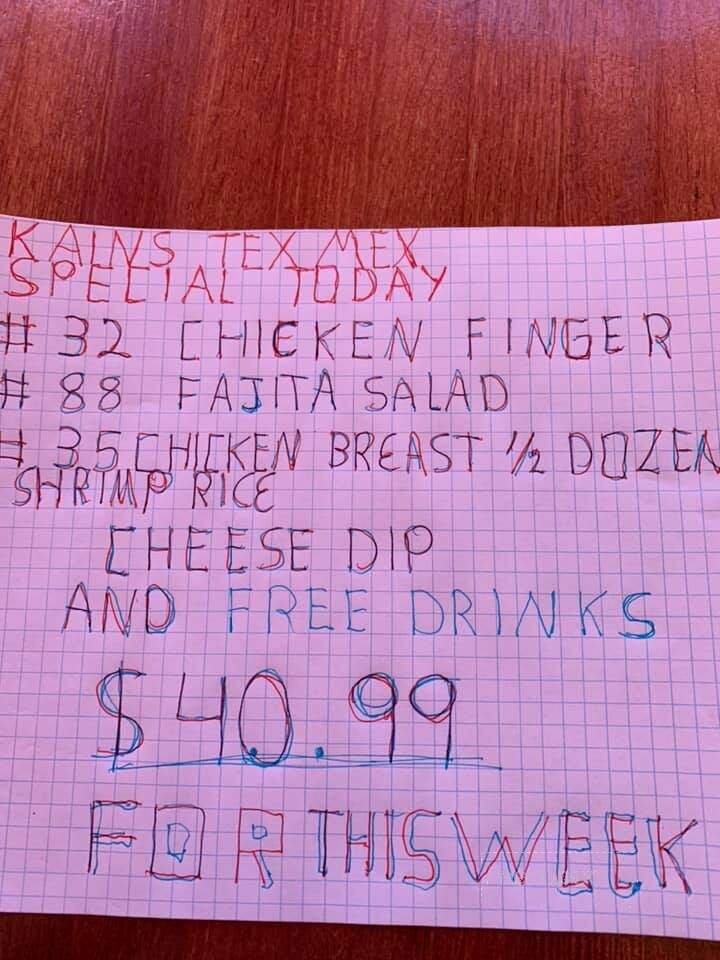 KALNS TEX MEX
SPECIAL TODAY
# 32 CHICKEN FINGER
# 88 FAJITA SALAD
# 35 CHICKEN BREAST 1/2 DOZEN
SHRIMP RICE
CHEESE DIP
AND FREE DRINKS
$40.99
FOR THIS WEEK